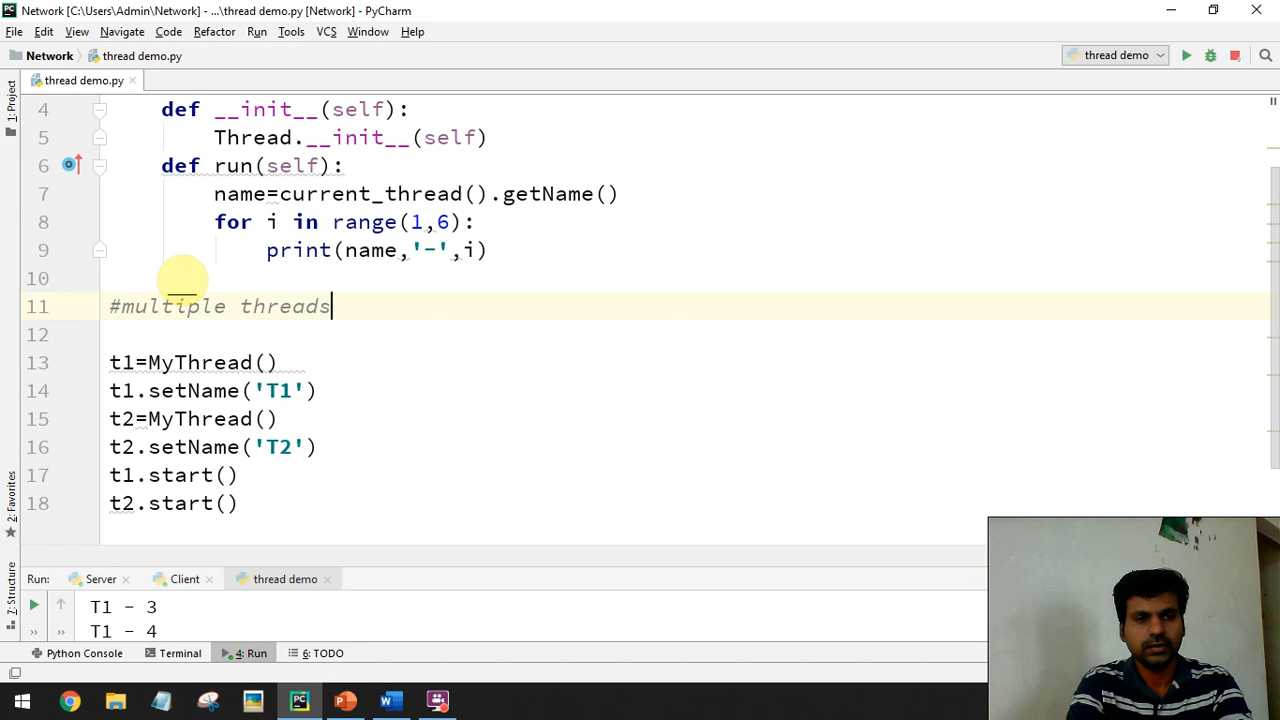 Network [C:\Users\Admin\Network] - ...\thread demo.py [Network] - PyCharm
File Edit View Navigate Code Refactor Run Tools VCS Window Help
Network thread demo.py thread demo
thread demo.py
1: Project
4 def __init__(self):
5 Thread.__init__(self)
6 def run(self):
7 name=current_thread().getName()
8 for i in range(1,6):
9 print(name,'-',i)
10
11 #multiple threads
12
13 t1=MyThread()
14 t1.setName('T1')
15 t2=MyThread()
16 t2.setName('T2')
17 t1.start()
18 t2.start()
2: Favorites
7: Structure
Run: Server Client thread demo
T1 - 3
T1 - 4
Python Console Terminal 4: Run 6: TODO